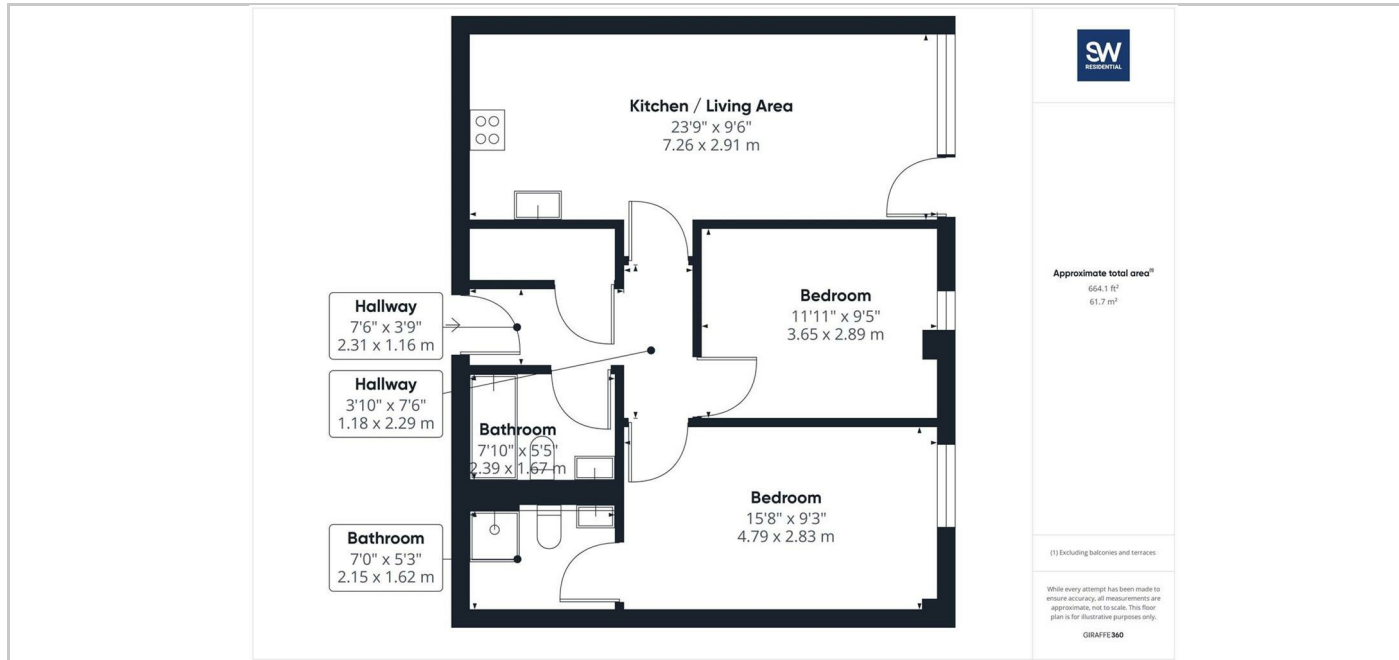 Kitchen / Living Area
23'9" x 9'6"
7.26 x 2.91 m
Bedroom
11'11" x 9'5"
3.65 x 2.89 m
Hallway
7'6" x 3'9"
2.31 x 1.16 m
Hallway
3'10" x 7'6"
1.18 x 2.29 m
Bathroom
7'10" x 5'5"
2.39 x 1.67 m
Bedroom
15'8" x 9'3"
4.79 x 2.83 m
Bathroom
7'0" x 5'3"
2.15 x 1.62 m
SW
RESIDENTIAL
Approximate total area⁽¹⁾
664.1 ft²
61.7 m²
(1) Excluding balconies and terraces
While every attempt has been made to
ensure accuracy, all measurements are
approximate, not to scale. This floor
plan is for illustrative purposes only.
GIRAFFE360